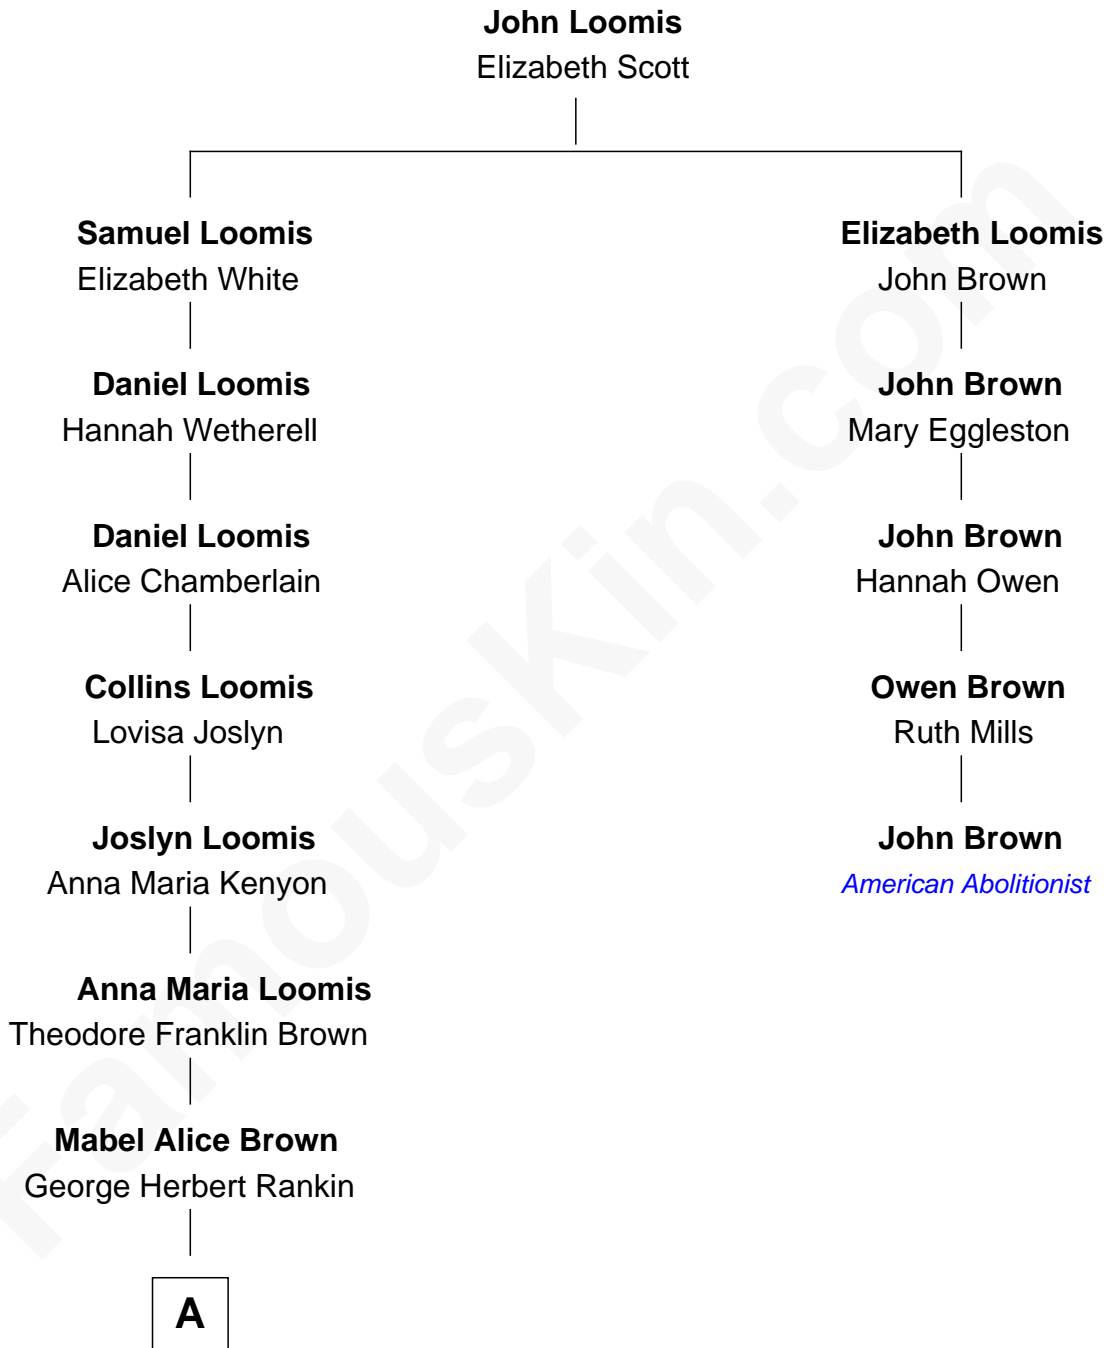 John Loomis
Elizabeth Scott
Samuel Loomis
Elizabeth White
Elizabeth Loomis
John Brown
Daniel Loomis
Hannah Wetherell
John Brown
Mary Eggleston
Daniel Loomis
Alice Chamberlain
John Brown
Hannah Owen
Collins Loomis
Lovisa Joslyn
Owen Brown
Ruth Mills
Joslyn Loomis
Anna Maria Kenyon
John Brown
American Abolitionist
Anna Maria Loomis
Theodore Franklin Brown
Mabel Alice Brown
George Herbert Rankin
A
FamousKin.com